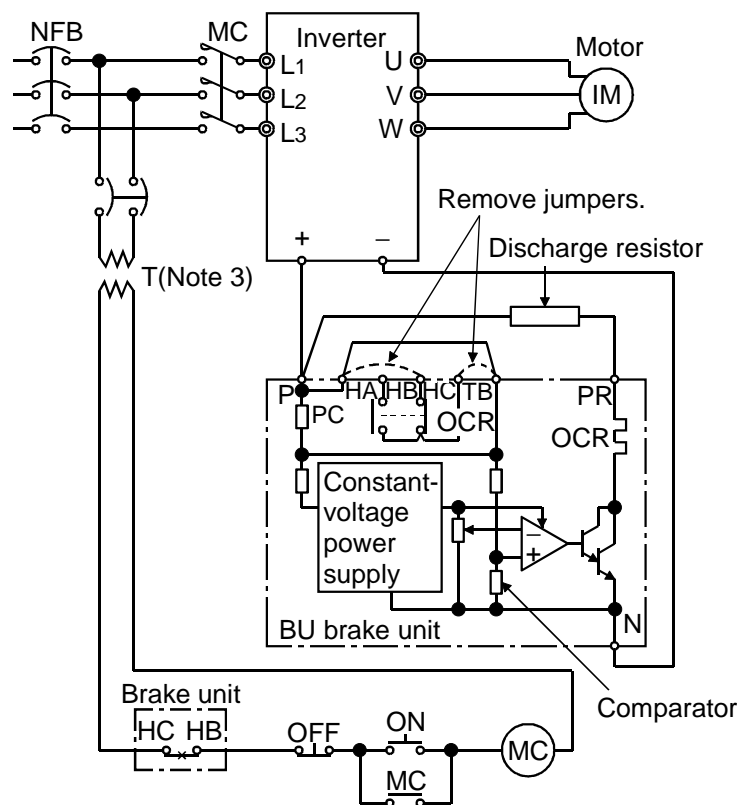 NFB
MC
Inverter
Motor
L1
U
L2
V
IM
L3
W
Remove jumpers.
+
−
Discharge resistor
T(Note 3)
P
HA
HB
HC
TB
PR
PC
OCR
OCR
Constant-
voltage
power
supply
−
+
BU brake unit
N
Comparator
Brake unit
HC
HB
OFF
ON
MC
MC